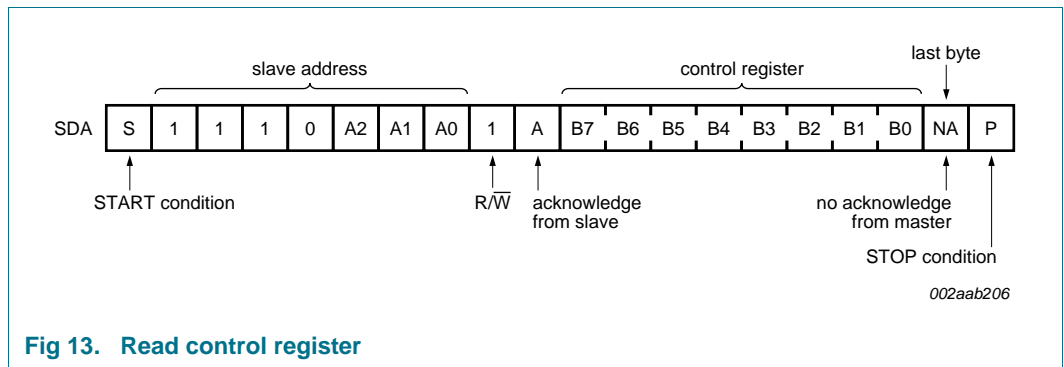 slave address
control register
last byte
SDA S 1 1 1 0 A2 A1 A0 1 A B7 B6 B5 B4 B3 B2 B1 B0 NA P
START condition
R/W̅
acknowledge
from slave
no acknowledge
from master
STOP condition
002aab206
Fig 13. Read control register